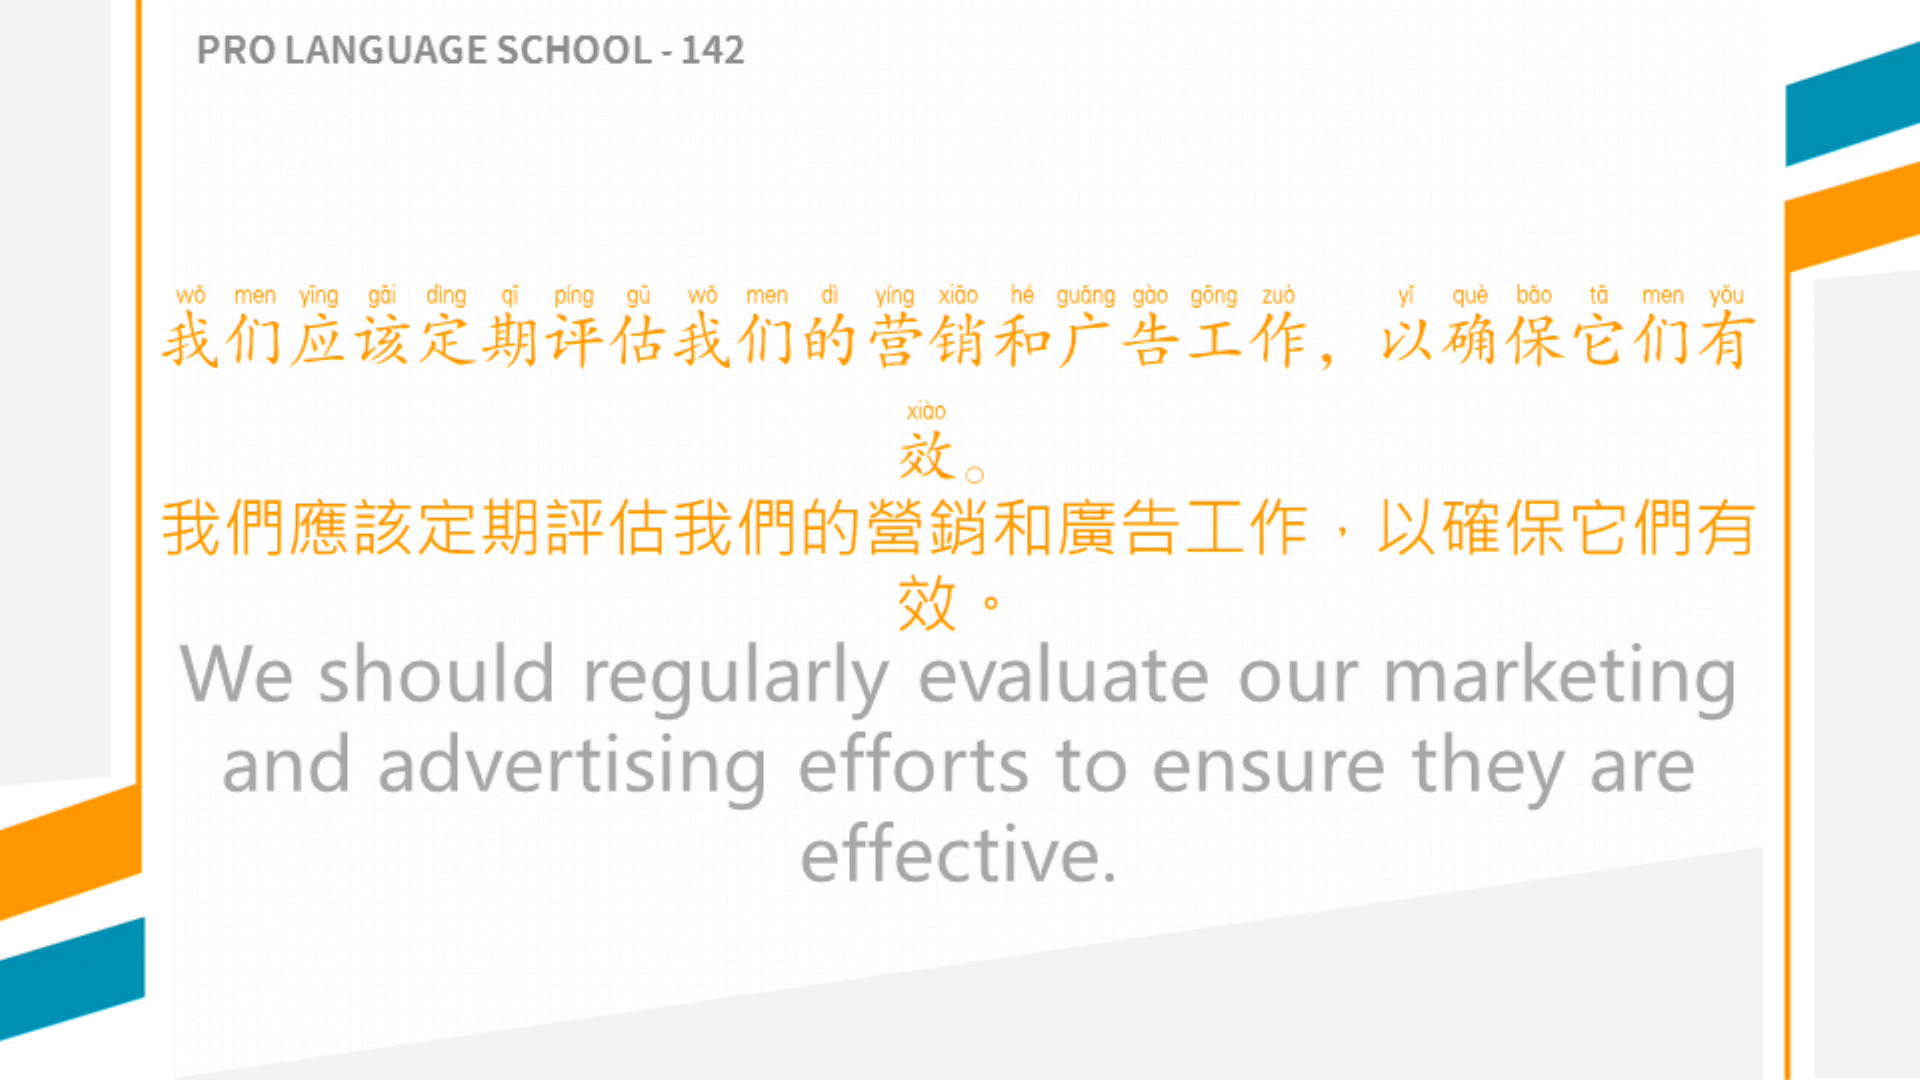 PRO LANGUAGE SCHOOL - 142
wǒ men yīng gāi dìng qī píng gū wǒ men dì yíng xiāo hé guǎng gào gōng zuò yǐ què bǎo tā men yǒu
我们应该定期评估我们的营销和广告工作，以确保它们有
xiào
效。
我們應該定期評估我們的營銷和廣告工作，以確保它們有
效。
We should regularly evaluate our marketing
and advertising efforts to ensure they are
effective.